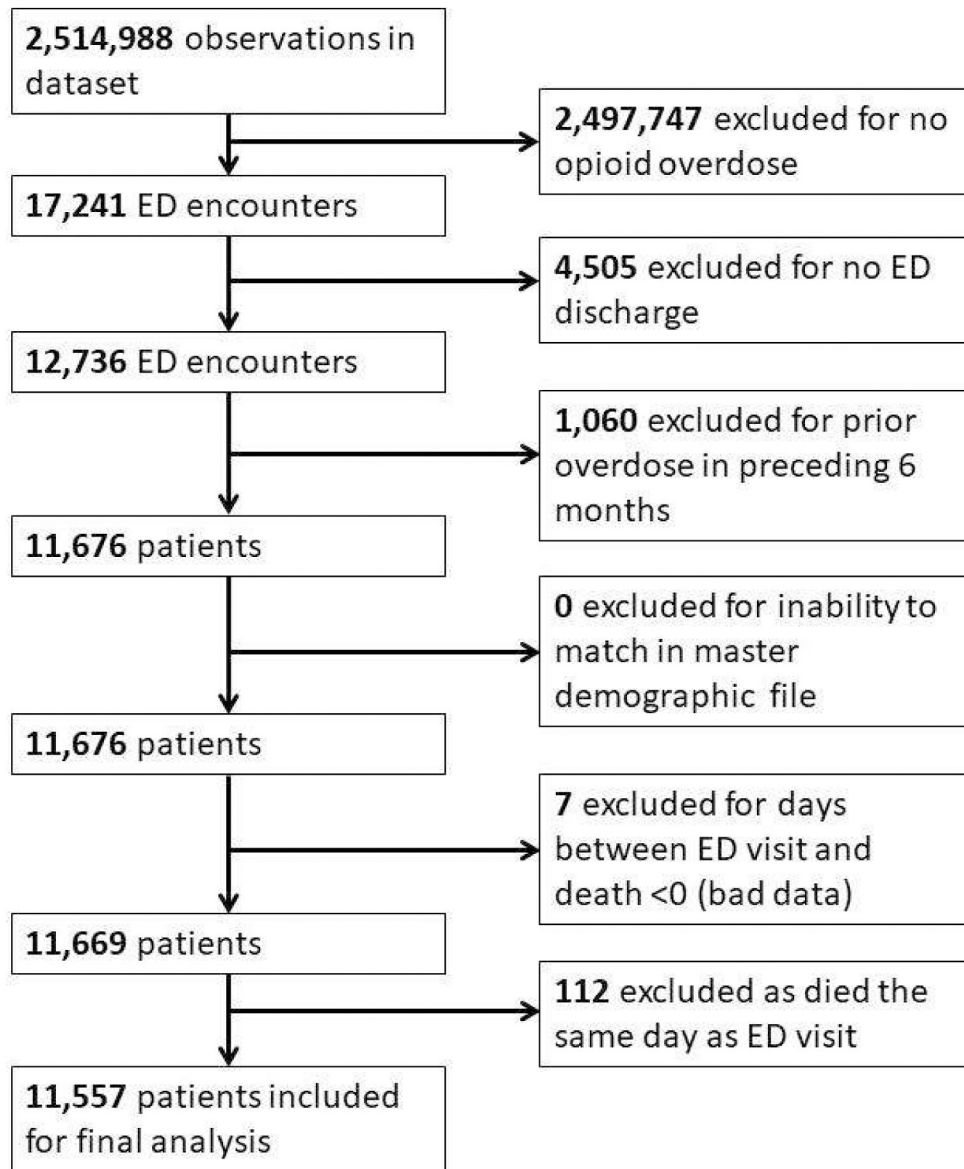 2,514,988 observations in
dataset
2,497,747 excluded for no
opioid overdose
17,241 ED encounters
4,505 excluded for no ED
discharge
12,736 ED encounters
1,060 excluded for prior
overdose in preceding 6
months
11,676 patients
0 excluded for inability to
match in master
demographic file
11,676 patients
7 excluded for days
between ED visit and
death <0 (bad data)
11,669 patients
112 excluded as died the
same day as ED visit
11,557 patients included
for final analysis